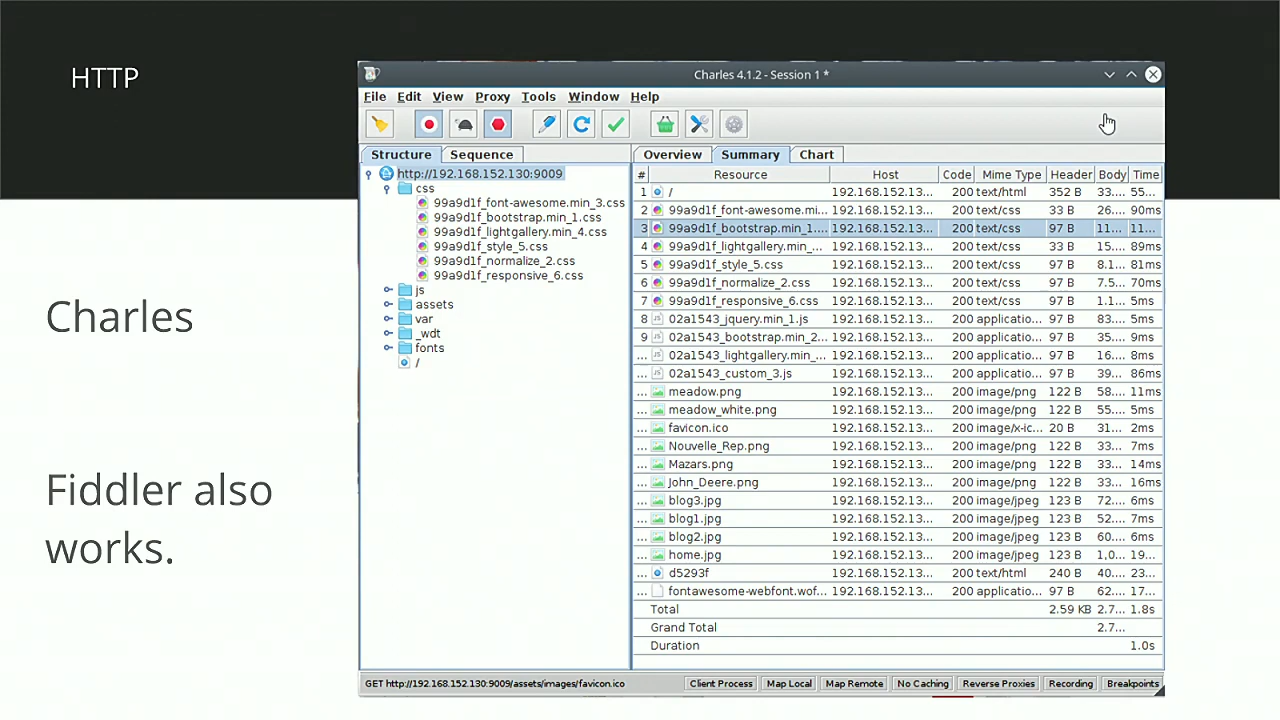 HTTP
Charles
Fiddler also
works.
Charles 4.1.2 - Session 1 *
File Edit View Proxy Tools Window Help
Structure Sequence
http://192.168.152.130:9009
css
99a9d1f_font-awesome.min_3.css
99a9d1f_bootstrap.min_1.css
99a9d1f_lightgallery.min_4.css
99a9d1f_style_5.css
99a9d1f_normalize_2.css
99a9d1f_responsive_6.css
js
assets
var
_wdt
fonts
/
Overview Summary Chart
# Resource Host Code Mime Type Header Body Time
1 / 192.168.152.13... 200 text/html 352 B 33.... 55...
2 99a9d1f_font-awesome.mi... 192.168.152.13... 200 text/css 33 B 26.... 90ms
3 99a9d1f_bootstrap.min_1.... 192.168.152.13... 200 text/css 97 B 11... 11...
4 99a9d1f_lightgallery.min_... 192.168.152.13... 200 text/css 33 B 15.... 89ms
5 99a9d1f_style_5.css 192.168.152.13... 200 text/css 97 B 8.1... 81ms
6 99a9d1f_normalize_2.css 192.168.152.13... 200 text/css 97 B 7.5... 70ms
7 99a9d1f_responsive_6.css 192.168.152.13... 200 text/css 97 B 1.1... 5ms
8 02a1543_jquery.min_1.js 192.168.152.13... 200 applicatio... 97 B 83.... 5ms
9 02a1543_bootstrap.min_2... 192.168.152.13... 200 applicatio... 97 B 35.... 9ms
... 02a1543_lightgallery.min_... 192.168.152.13... 200 applicatio... 97 B 16.... 8ms
... 02a1543_custom_3.js 192.168.152.13... 200 applicatio... 97 B 39... 86ms
... meadow.png 192.168.152.13... 200 image/png 122 B 58.... 11ms
... meadow_white.png 192.168.152.13... 200 image/png 122 B 55.... 5ms
... favicon.ico 192.168.152.13... 200 image/x-ic... 20 B 31... 2ms
... Nouvelle_Rep.png 192.168.152.13... 200 image/png 122 B 33... 7ms
... Mazars.png 192.168.152.13... 200 image/png 122 B 33... 14ms
... John_Deere.png 192.168.152.13... 200 image/png 122 B 33... 16ms
... blog3.jpg 192.168.152.13... 200 image/jpeg 123 B 72.... 6ms
... blog1.jpg 192.168.152.13... 200 image/jpeg 123 B 52.... 7ms
... blog2.jpg 192.168.152.13... 200 image/jpeg 123 B 60.... 6ms
... home.jpg 192.168.152.13... 200 image/jpeg 123 B 1,0... 19...
... d5293f 192.168.152.13... 200 text/html 240 B 40.... 23...
... fontawesome-webfont.wof... 192.168.152.13... 200 applicatio... 97 B 62.... 17...
Total 2.59 KB 2.7... 1.8s
Grand Total 2.7...
Duration 1.0s
GET http://192.168.152.130:9009/assets/images/favicon.ico Client Process Map Local Map Remote No Caching Reverse Proxies Recording Breakpoints